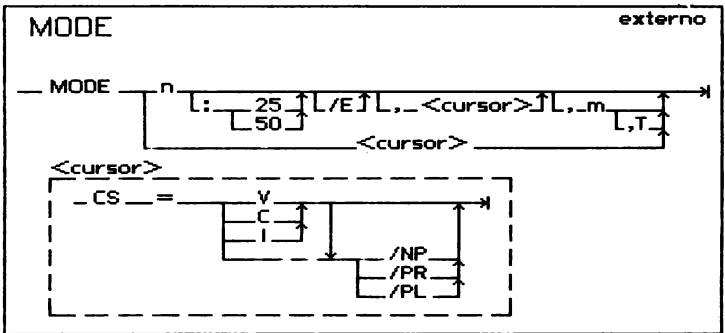 MODE externo
MODE n : 25 /E , <cursor> , m
50 ,T
<cursor>
<cursor>
CS = V
C
I
/NP
/PR
/PL